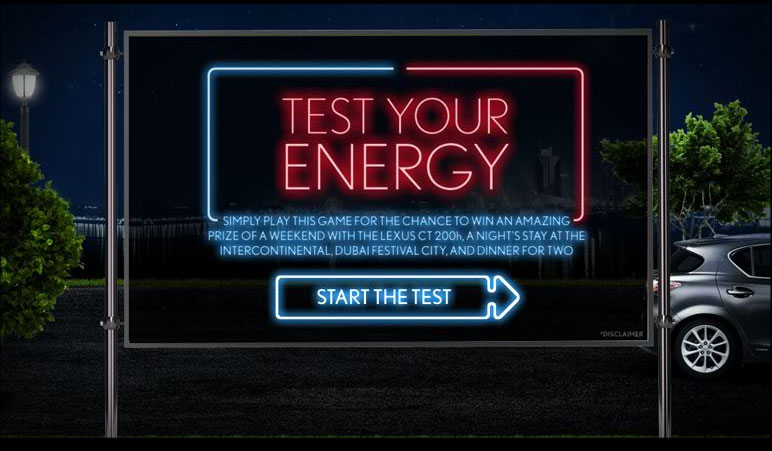 TEST YOUR
ENERGY
SIMPLY PLAY THIS GAME FOR THE CHANCE TO WIN AN AMAZING
PRIZE OF A WEEKEND WITH THE LEXUS CT 200h, A NIGHT'S STAY AT THE
INTERCONTINENTAL, DUBAI FESTIVAL CITY, AND DINNER FOR TWO
START THE TEST
*DISCLAIMER